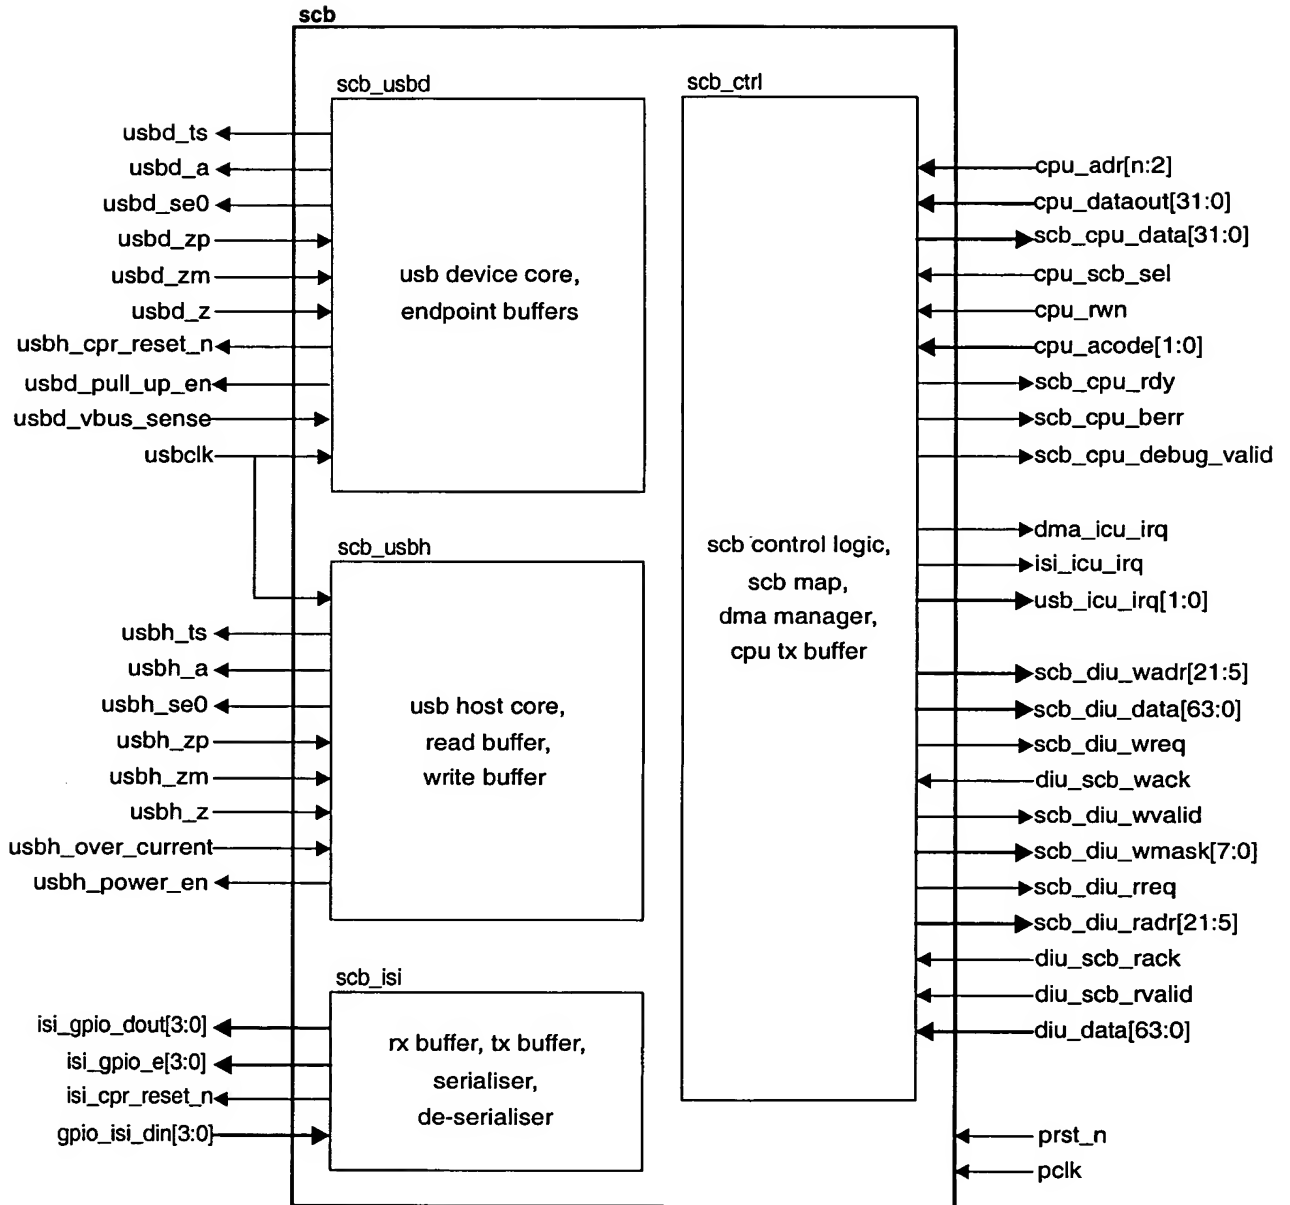 scb
scb_usbd
usbd_ts
usbd_a
usbd_se0
usbd_zp
usbd_zm
usbd_z
usbh_cpr_reset_n
usbd_pull_up_en
usbd_vbus_sense
usbclk
usb device core,
endpoint buffers
scb_usbh
usbh_ts
usbh_a
usbh_se0
usbh_zp
usbh_zm
usbh_z
usbh_over_current
usbh_power_en
usb host core,
read buffer,
write buffer
scb_isi
isi_gpio_dout[3:0]
isi_gpio_e[3:0]
isi_cpr_reset_n
gpio_isi_din[3:0]
rx buffer, tx buffer,
serialiser,
de-serialiser
scb_ctrl
scb control logic,
scb map,
dma manager,
cpu tx buffer
cpu_adr[n:2]
cpu_dataout[31:0]
scb_cpu_data[31:0]
cpu_scb_sel
cpu_rwn
cpu_acode[1:0]
scb_cpu_rdy
scb_cpu_berr
scb_cpu_debug_valid
dma_icu_irq
isi_icu_irq
usb_icu_irq[1:0]
scb_diu_wadr[21:5]
scb_diu_data[63:0]
scb_diu_wreq
diu_scb_wack
scb_diu_wvalid
scb_diu_wmask[7:0]
scb_diu_rreq
scb_diu_radr[21:5]
diu_scb_rack
diu_scb_rvalid
diu_data[63:0]
prst_n
pclk